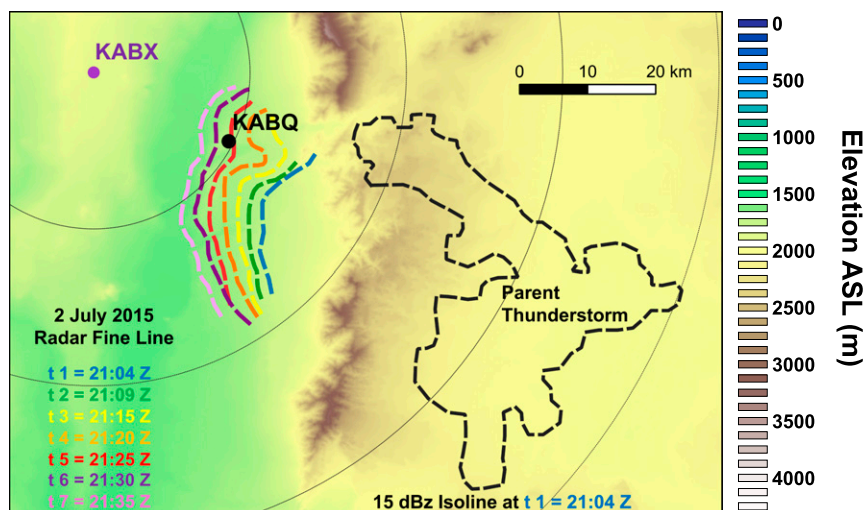 KABX
KABQ
0 10 20 km
Parent
Thunderstorm
2 July 2015
Radar Fine Line
t 1 = 21:04 Z
t 2 = 21:09 Z
t 3 = 21:15 Z
t 4 = 21:20 Z
t 5 = 21:25 Z
t 6 = 21:30 Z
t 7 = 21:35 Z
15 dBz Isoline at t 1 = 21:04 Z
0
500
1000
1500
2000
2500
3000
3500
4000
Elevation ASL (m)